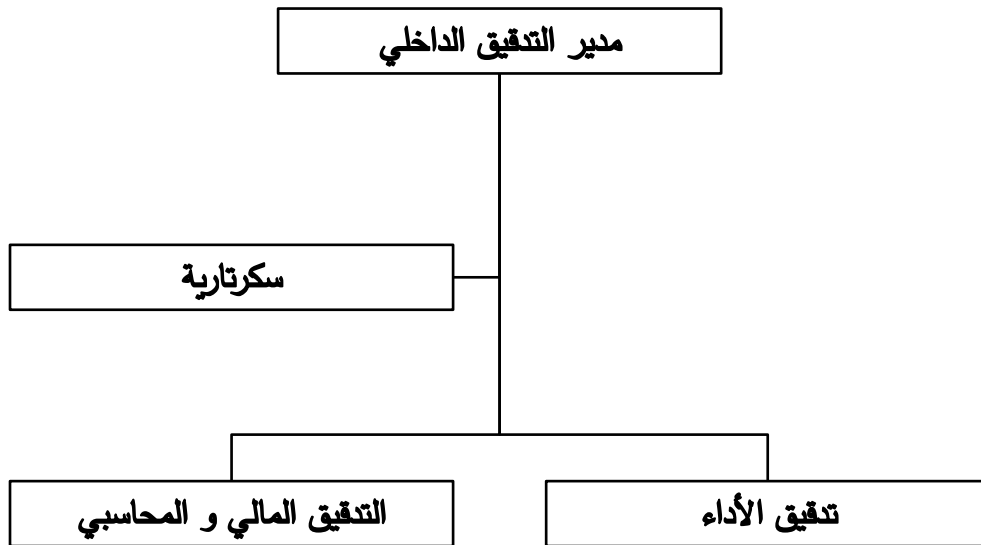 مدير التدقيق الداخلي
سكرتارية
تدقيق الأداء
التدقيق المالي و المحاسبي